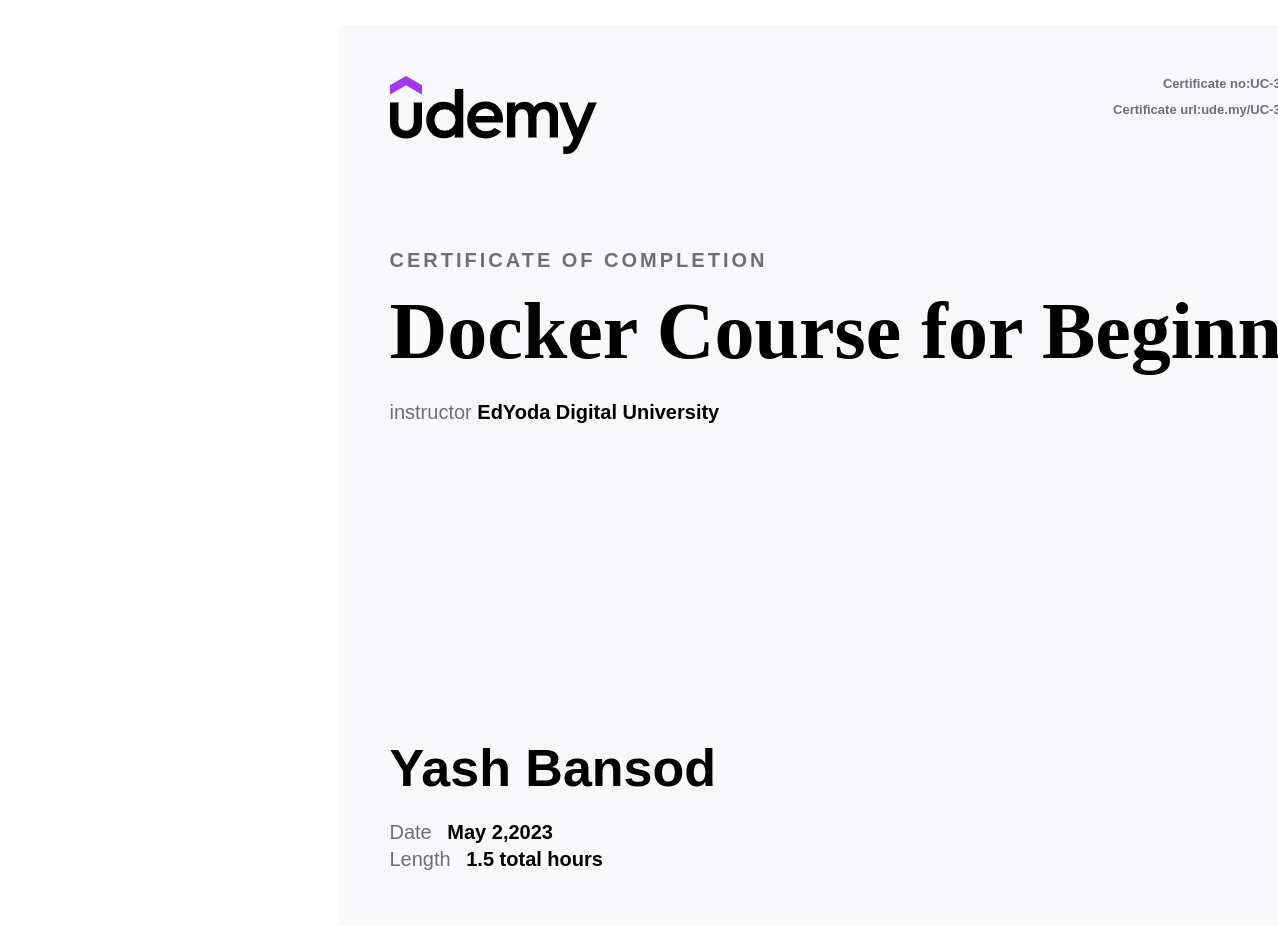 udemy
Certificate no:UC-3
Certificate url:ude.my/UC-3
CERTIFICATE OF COMPLETION
Docker Course for Beginn
instructor EdYoda Digital University
Yash Bansod
Date May 2,2023
Length 1.5 total hours